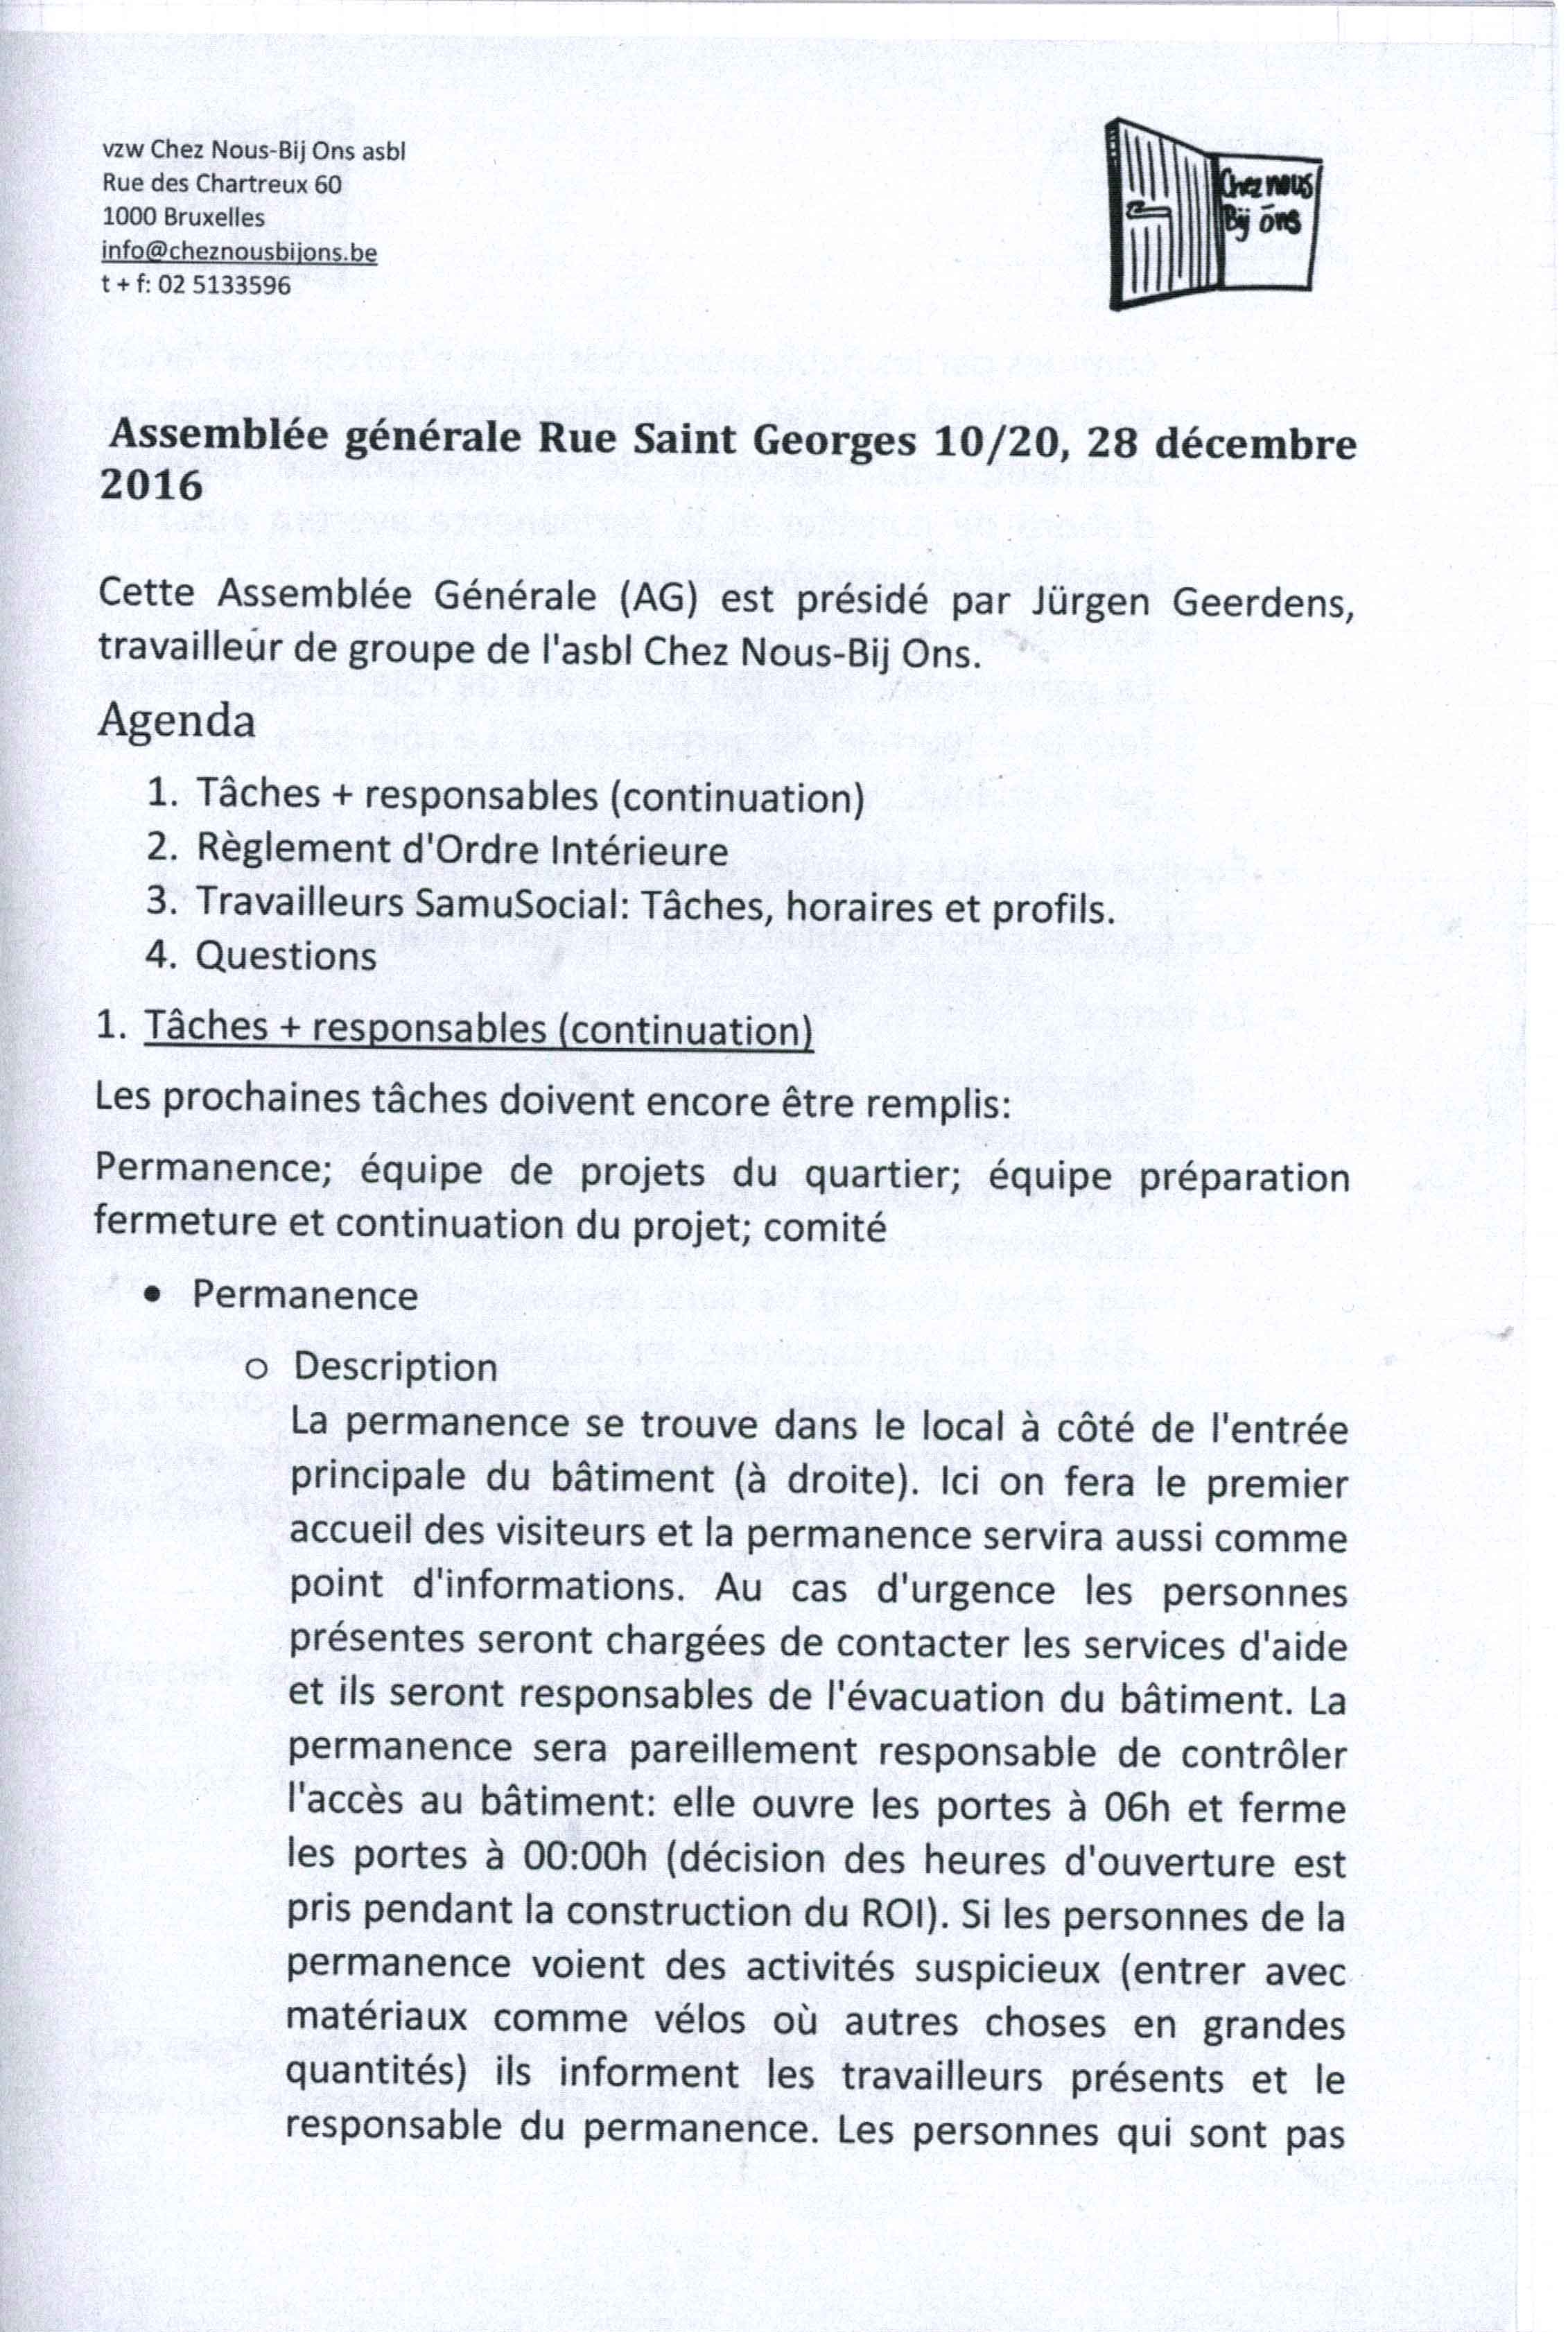 vzw Chez Nous-Bij Ons asbl
Rue des Chartreux 60
1000 Bruxelles
info@cheznousbijons.be
t + f: 02 5133596
Chez nous
Bij ons
Assemblée générale Rue Saint Georges 10/20, 28 décembre
2016
Cette Assemblée Générale (AG) est présidé par Jürgen Geerdens,
travailleur de groupe de l'asbl Chez Nous-Bij Ons.
Agenda
1. Tâches + responsables (continuation)
2. Règlement d'Ordre Intérieure
3. Travailleurs SamuSocial: Tâches, horaires et profils.
4. Questions
1. Tâches + responsables (continuation)
Les prochaines tâches doivent encore être remplis:
Permanence; équipe de projets du quartier; équipe préparation
fermeture et continuation du projet; comité
• Permanence
o Description
La permanence se trouve dans le local à côté de l'entrée
principale du bâtiment (à droite). Ici on fera le premier
accueil des visiteurs et la permanence servira aussi comme
point d'informations. Au cas d'urgence les personnes
présentes seront chargées de contacter les services d'aide
et ils seront responsables de l'évacuation du bâtiment. La
permanence sera pareillement responsable de contrôler
l'accès au bâtiment: elle ouvre les portes à 06h et ferme
les portes à 00:00h (décision des heures d'ouverture est
pris pendant la construction du ROI). Si les personnes de la
permanence voient des activités suspicieux (entrer avec
matériaux comme vélos où autres choses en grandes
quantités) ils informent les travailleurs présents et le
responsable du permanence. Les personnes qui sont pas